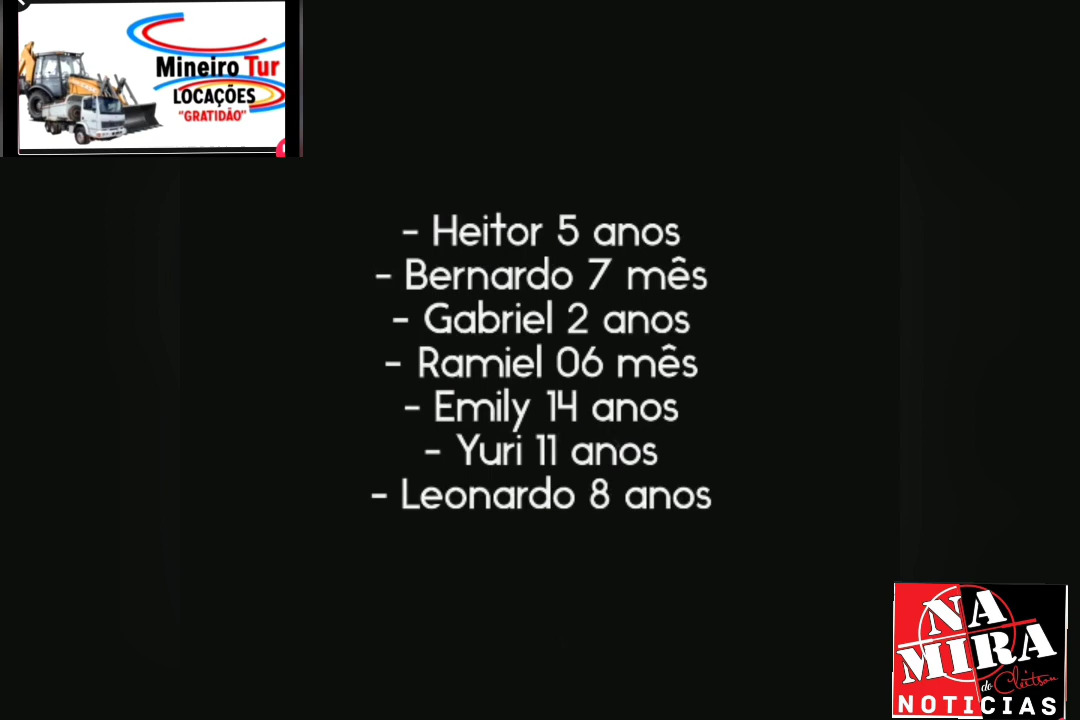 Mineiro Tur
LOCAÇÕES
"GRATIDÃO"
- Heitor 5 anos
- Bernardo 7 mês
- Gabriel 2 anos
- Ramiel 06 mês
- Emily 14 anos
- Yuri 11 anos
- Leonardo 8 anos
NA
MIRA
do Cleitson
NOTICIAS